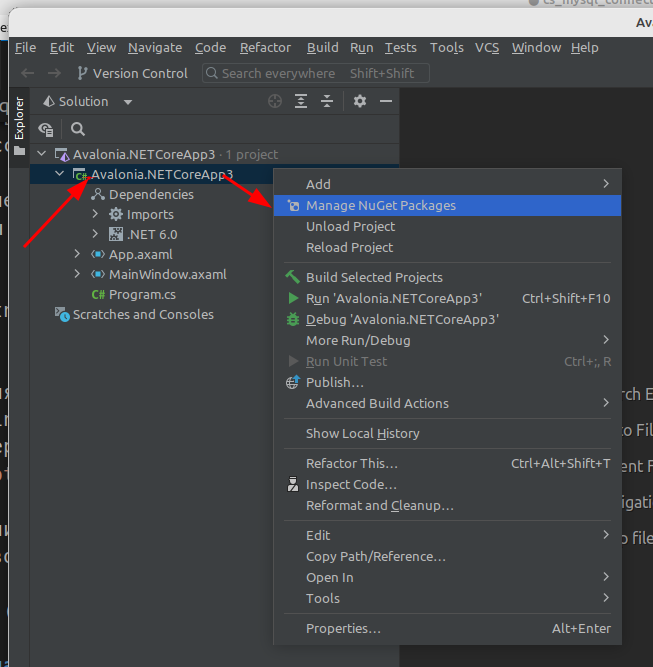 cs_mysql_connect
Ava
File Edit View Navigate Code Refactor Build Run Tests Tools VCS Window Help
Version Control Search everywhere Shift+Shift
Explorer
Solution
Avalonia.NETCoreApp3 · 1 project
Avalonia.NETCoreApp3
Dependencies
Imports
.NET 6.0
App.axaml
MainWindow.axaml
C# Program.cs
Scratches and Consoles
Add
Manage NuGet Packages
Unload Project
Reload Project
Build Selected Projects
Run 'Avalonia.NETCoreApp3' Ctrl+Shift+F10
Debug 'Avalonia.NETCoreApp3'
More Run/Debug
Run Unit Test Ctrl+;, R
Publish…
Advanced Build Actions
Show Local History
Refactor This… Ctrl+Alt+Shift+T
Inspect Code…
Reformat and Cleanup…
Edit
Copy Path/Reference…
Open In
Tools
Properties… Alt+Enter
rch E
to Fil
ent F
igati
o file